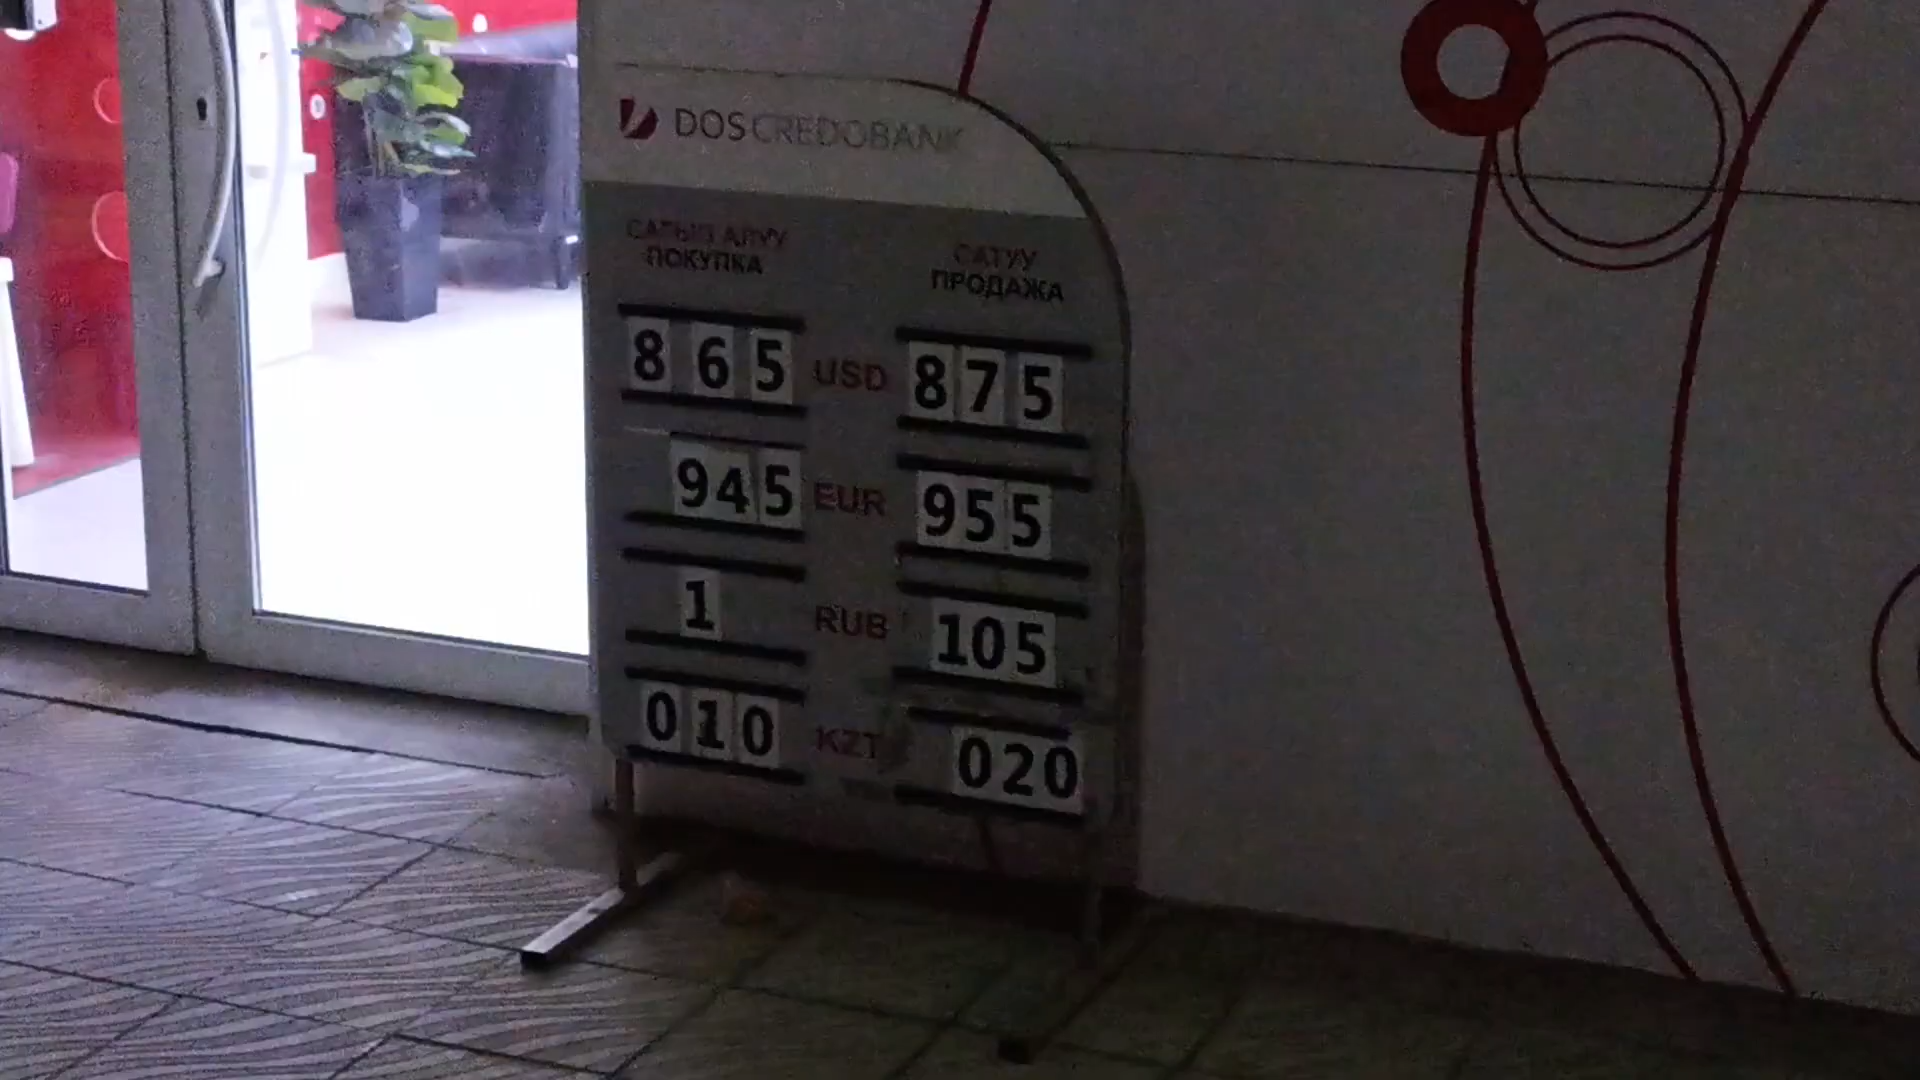 DOSCREDOBANK
САТЫП АЛУУ
ПОКУПКА
САТУУ
ПРОДАЖА
865 USD 875
945 EUR 955
1 RUB 105
010 KZT 020